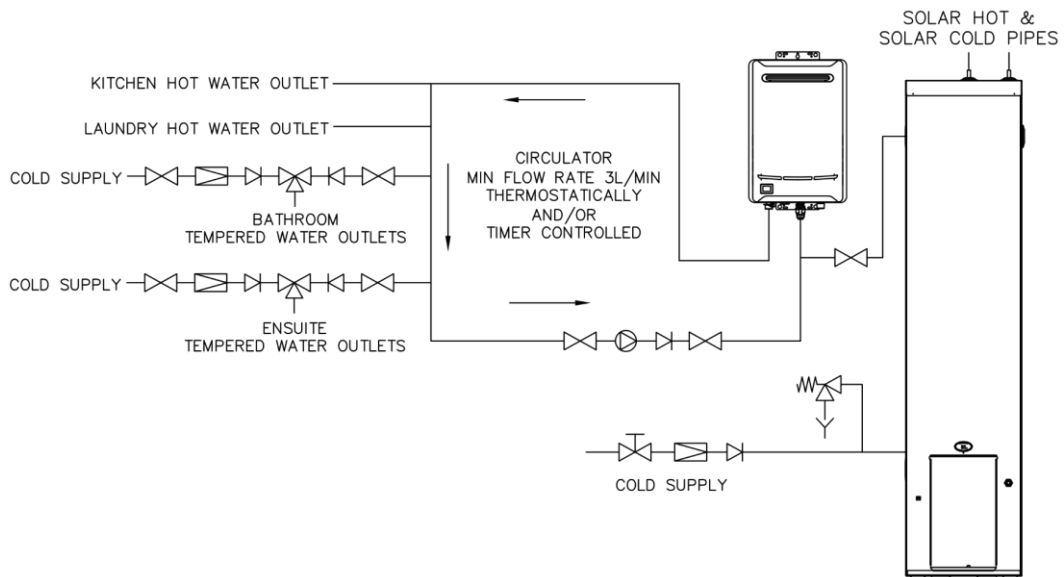 SOLAR HOT &
SOLAR COLD PIPES
KITCHEN HOT WATER OUTLET
LAUNDRY HOT WATER OUTLET
COLD SUPPLY
BATHROOM
TEMPERED WATER OUTLETS
CIRCULATOR
MIN FLOW RATE 3L/MIN
THERMOSTATICALLY
AND/OR
TIMER CONTROLLED
COLD SUPPLY
ENSUITE
TEMPERED WATER OUTLETS
COLD SUPPLY